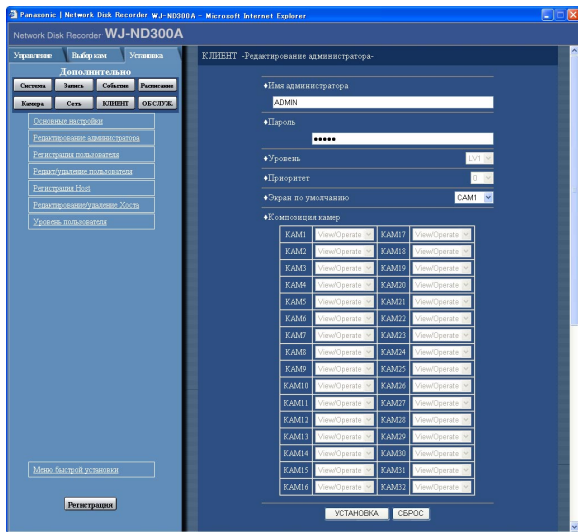 Panasonic | Network Disk Recorder WJ-ND300A - Microsoft Internet Explorer
Network Disk Recorder WJ-ND300A
Управление Выбор кам Установка
Дополнительно
Система Запись Событие Расписание
Камера Сеть КЛИЕНТ ОБСЛУЖ.
Основные настройки
Редактирование администратора
Регистрация пользователя
Редакт/удаление пользователя
Регистрация Host
Редактирование/удаление Хоста
Уровень пользователя
Меню быстрой установки
Регистрация
КЛИЕНТ -Редактирование администратора-
♦Имя администратора
ADMIN
♦Пароль
•••••
♦Уровень LV1
♦Приоритет 0
♦Экран по умолчанию CAM1
♦Композиция камер
КАМ1 View/Operate КАМ17 View/Operate
КАМ2 View/Operate КАМ18 View/Operate
КАМ3 View/Operate КАМ19 View/Operate
КАМ4 View/Operate КАМ20 View/Operate
КАМ5 View/Operate КАМ21 View/Operate
КАМ6 View/Operate КАМ22 View/Operate
КАМ7 View/Operate КАМ23 View/Operate
КАМ8 View/Operate КАМ24 View/Operate
КАМ9 View/Operate КАМ25 View/Operate
КАМ10 View/Operate КАМ26 View/Operate
КАМ11 View/Operate КАМ27 View/Operate
КАМ12 View/Operate КАМ28 View/Operate
КАМ13 View/Operate КАМ29 View/Operate
КАМ14 View/Operate КАМ30 View/Operate
КАМ15 View/Operate КАМ31 View/Operate
КАМ16 View/Operate КАМ32 View/Operate
УСТАНОВКА СБРОС